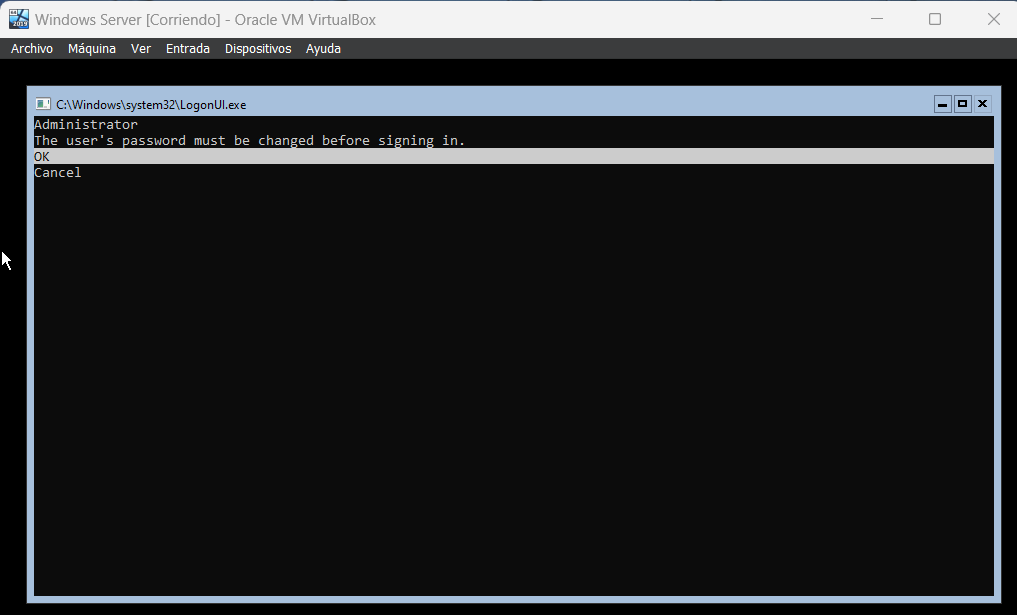 Windows Server [Corriendo] - Oracle VM VirtualBox
Archivo Máquina Ver Entrada Dispositivos Ayuda
C:\Windows\system32\LogonUI.exe
Administrator
The user's password must be changed before signing in.
OK
Cancel